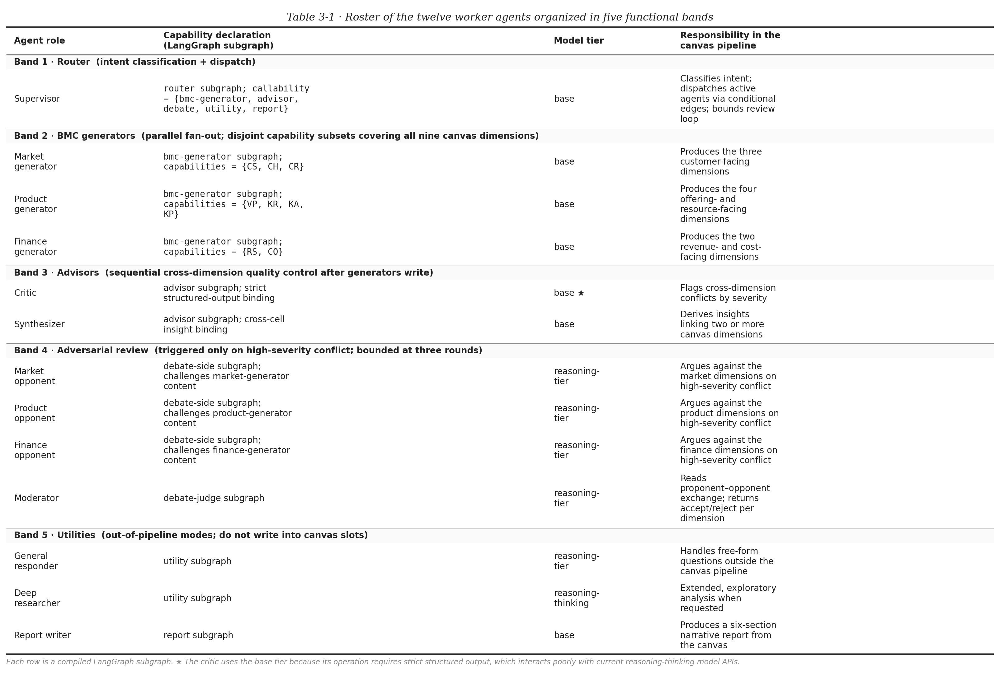 Table 3-1 · Roster of the twelve worker agents organized in five functional bands
Agent role
Capability declaration
(LangGraph subgraph)
Model tier
Responsibility in the
canvas pipeline
Band 1 · Router (intent classification + dispatch)
Supervisor
router subgraph; callability
= {bmc-generator, advisor,
debate, utility, report}
base
Classifies intent;
dispatches active
agents via conditional
edges; bounds review
loop
Band 2 · BMC generators (parallel fan-out; disjoint capability subsets covering all nine canvas dimensions)
Market
generator
bmc-generator subgraph;
capabilities = {CS, CH, CR}
base
Produces the three
customer-facing
dimensions
Product
generator
bmc-generator subgraph;
capabilities = {VP, KR, KA,
KP}
base
Produces the four
offering- and
resource-facing
dimensions
Finance
generator
bmc-generator subgraph;
capabilities = {RS, CO}
base
Produces the two
revenue- and cost-
facing dimensions
Band 3 · Advisors (sequential cross-dimension quality control after generators write)
Critic
advisor subgraph; strict
structured-output binding
base ★
Flags cross-dimension
conflicts by severity
Synthesizer
advisor subgraph; cross-cell
insight binding
base
Derives insights
linking two or more
canvas dimensions
Band 4 · Adversarial review (triggered only on high-severity conflict; bounded at three rounds)
Market
opponent
debate-side subgraph;
challenges market-generator
content
reasoning-
tier
Argues against the
market dimensions on
high-severity conflict
Product
opponent
debate-side subgraph;
challenges product-generator
content
reasoning-
tier
Argues against the
product dimensions on
high-severity conflict
Finance
opponent
debate-side subgraph;
challenges finance-generator
content
reasoning-
tier
Argues against the
finance dimensions on
high-severity conflict
Moderator
debate-judge subgraph
reasoning-
tier
Reads
proponent–opponent
exchange; returns
accept/reject per
dimension
Band 5 · Utilities (out-of-pipeline modes; do not write into canvas slots)
General
responder
utility subgraph
reasoning-
tier
Handles free-form
questions outside the
canvas pipeline
Deep
researcher
utility subgraph
reasoning-
thinking
Extended, exploratory
analysis when
requested
Report writer
report subgraph
base
Produces a six-section
narrative report from
the canvas
Each row is a compiled LangGraph subgraph. ★ The critic uses the base tier because its operation requires strict structured output, which interacts poorly with current reasoning-thinking model APIs.